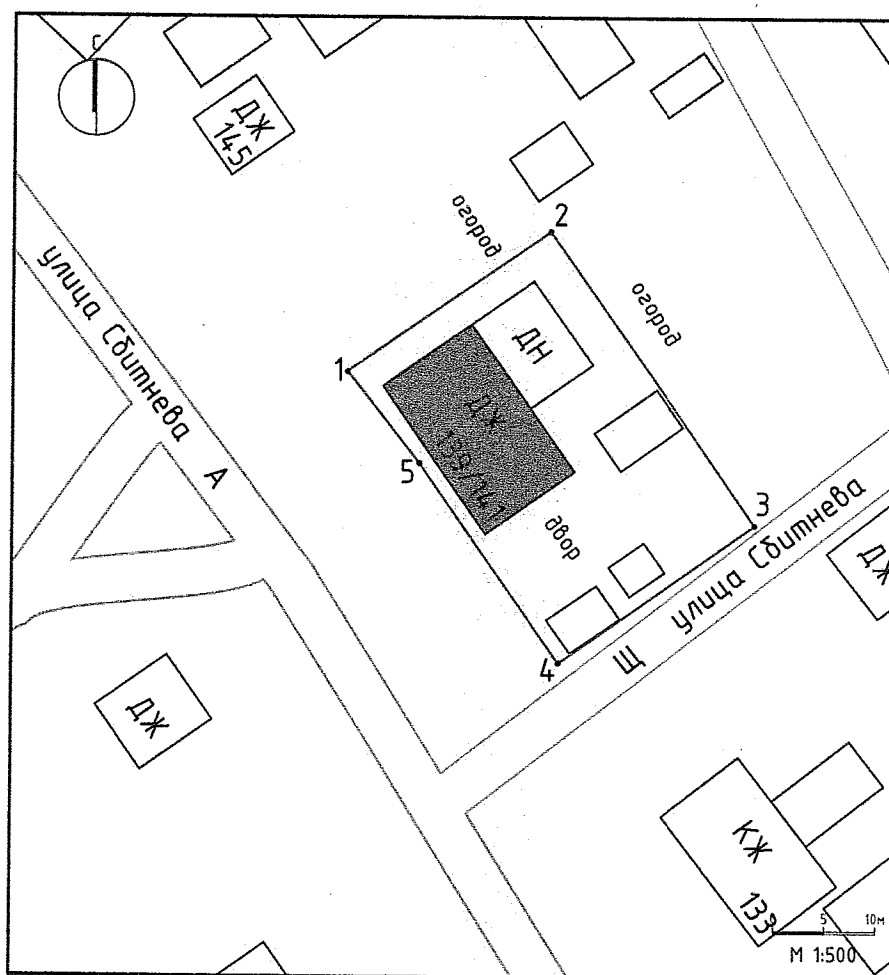 С
ДЖ
145
огород
2
огород
улица Сбитнева
А
1
ДН
ДЖ
139/141
5
двор
3
улица Сбитнева
Щ
4
ДЖ
ДЖ
КЖ
133
5 10м
М 1:500